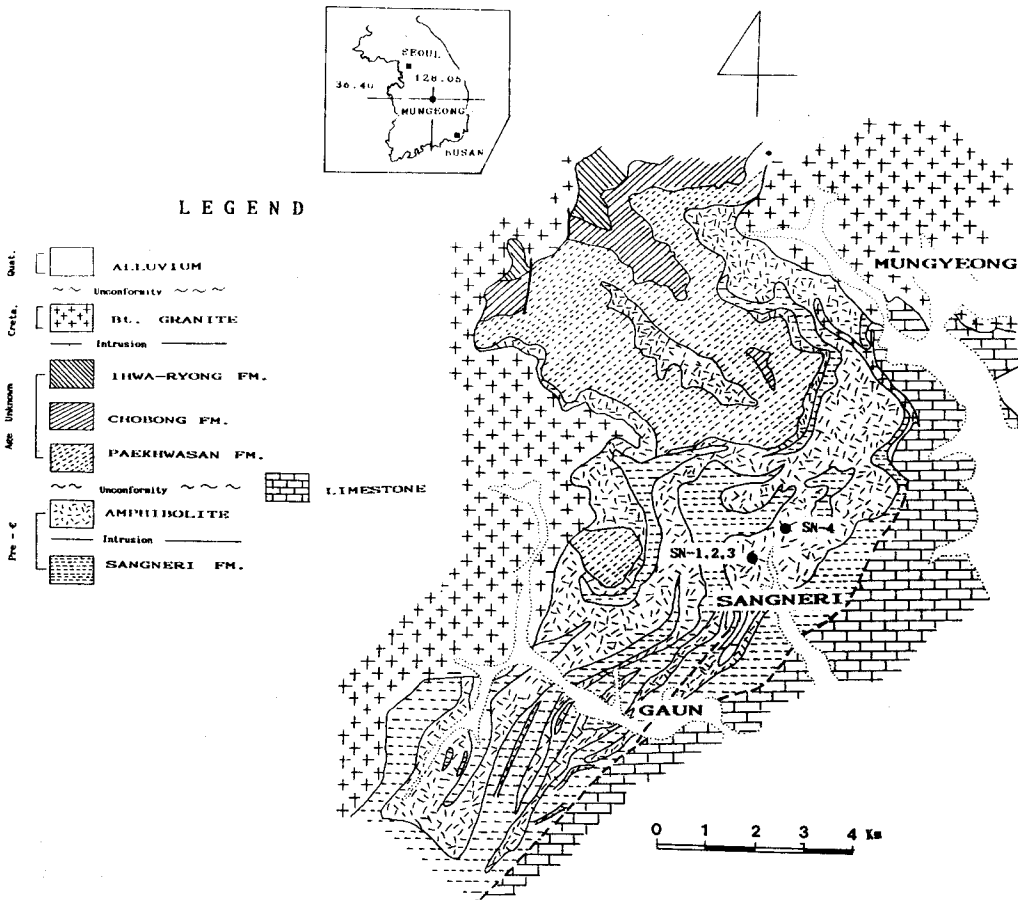 SEOUL
36.40
128.05
MUNGEONG
BUSAN
LEGEND
Quat.
ALLUVIUM
Unconformity
Creta.
Bt. GRANITE
Intrusion
Age Unknown
IHWA-RYONG FM.
CHOBONG FM.
PAEKHWASAN FM.
Unconformity
LIMESTONE
Pre-Є
AMPHIBOLITE
Intrusion
SANGNERI FM.
MUNGYEONG
SN-4
SN-1,2,3
SANGNERI
GAUN
0 1 2 3 4 Km